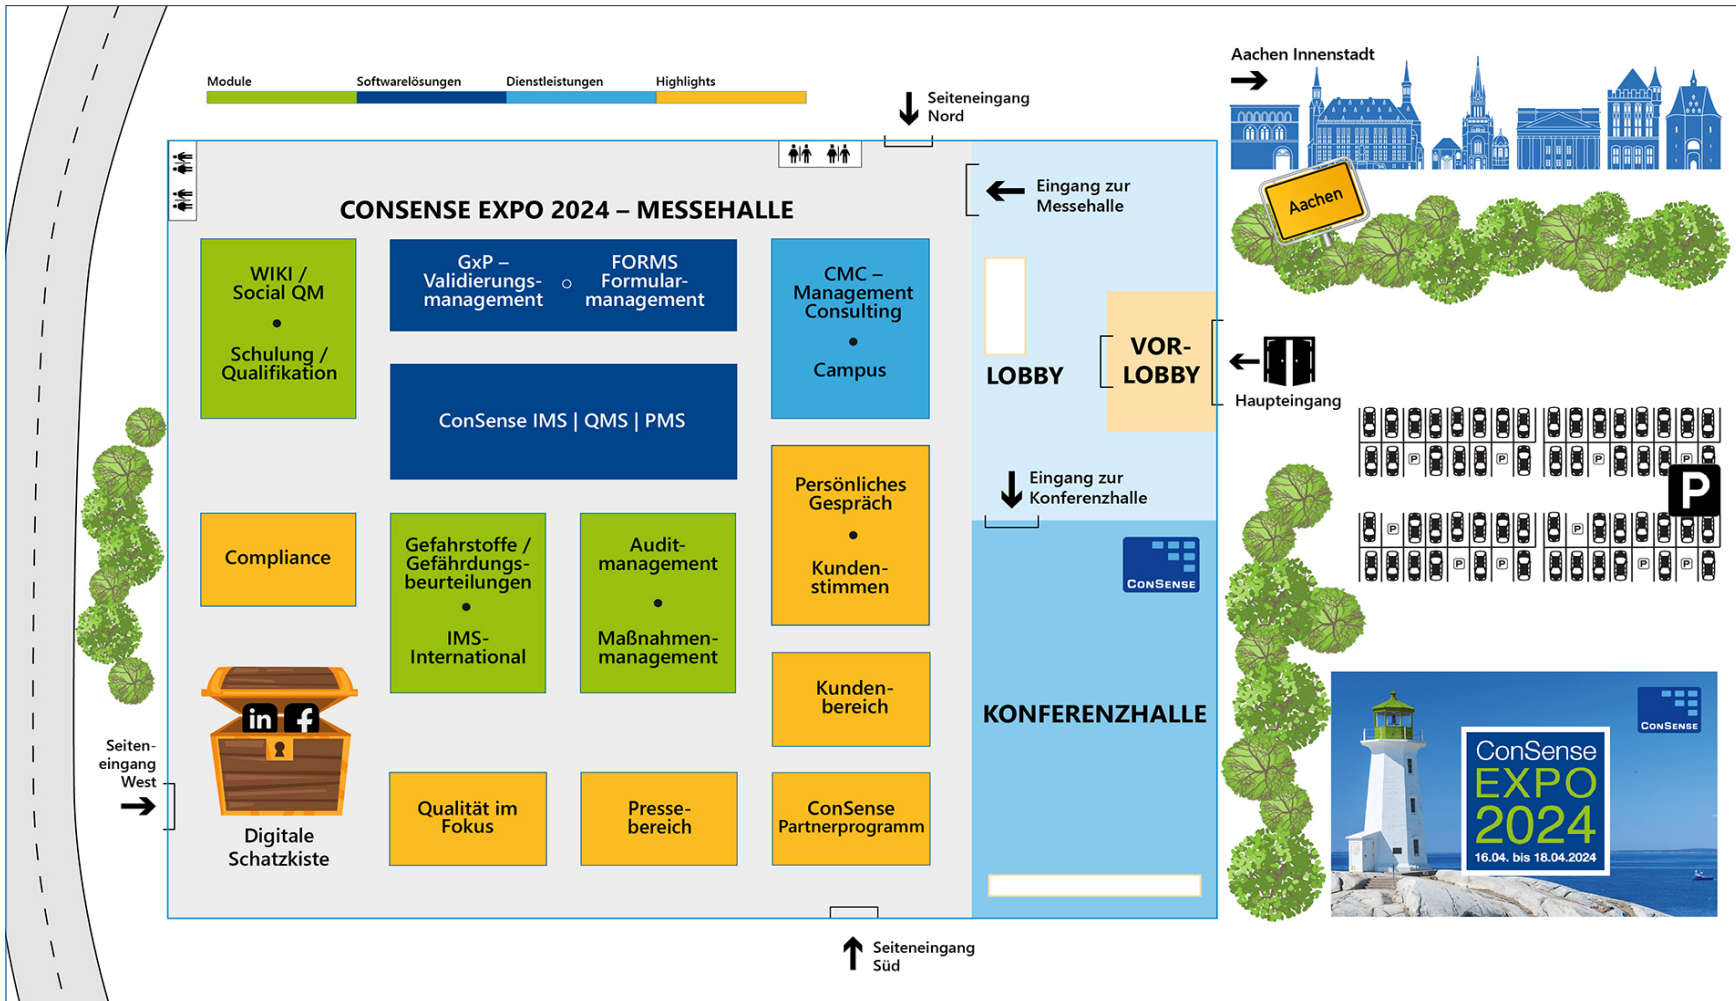 Module
Softwarelösungen
Dienstleistungen
Highlights
Seiteneingang
Nord
Aachen Innenstadt
Aachen
CONSENSE EXPO 2024 – MESSEHALLE
Eingang zur
Messehalle
WIKI /
Social QM
•
Schulung /
Qualifikation
GxP –
Validierungs-
management
FORMS
Formular-
management
CMC –
Management
Consulting
•
Campus
LOBBY
VOR-
LOBBY
Haupteingang
ConSense IMS | QMS | PMS
Eingang zur
Konferenzhalle
Persönliches
Gespräch
•
Kunden-
stimmen
Compliance
Gefahrstoffe /
Gefährdungs-
beurteilungen
•
IMS-
International
Audit-
management
•
Maßnahmen-
management
CONSENSE
P
P
P
P
P
P
P
P
P
P
P
P
Kunden-
bereich
KONFERENZHALLE
in
f
Seiten-
eingang
West
Digitale
Schatzkiste
Qualität im
Fokus
Presse-
bereich
ConSense
Partnerprogramm
CONSENSE
ConSense
EXPO
2024
16.04. bis 18.04.2024
Seiteneingang
Süd